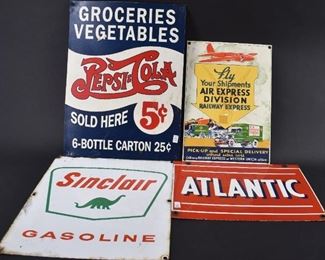 GROCERIES
VEGETABLES
PEPSI-COLA
SOLD HERE 5¢
6-BOTTLE CARTON 25¢
Fly
Your Shipments
AIR EXPRESS
DIVISION
RAILWAY EXPRESS
PICK-UP and SPECIAL DELIVERY
Sinclair
GASOLINE
ATLANTIC